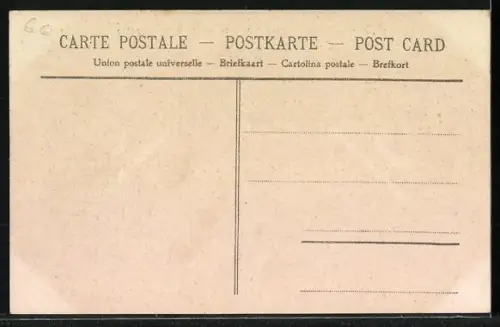 CARTE POSTALE — POSTKARTE — POST CARD
Union postale universelle — Briefkaart — Cartolina postale — Brefkort